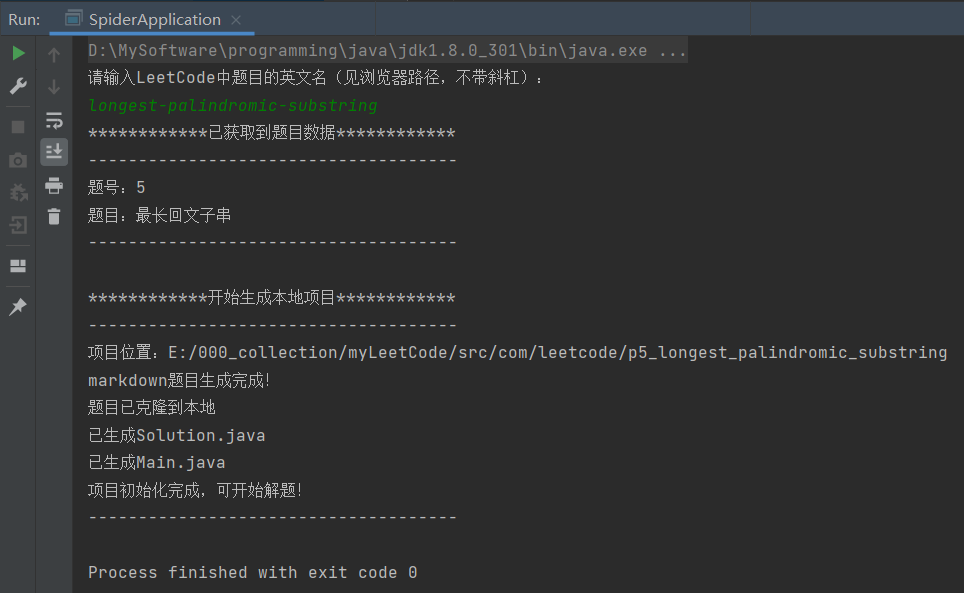 Run: SpiderApplication ×
D:\MySoftware\programming\java\jdk1.8.0_301\bin\java.exe ...
请输入LeetCode中题目的英文名（见浏览器路径，不带斜杠）：
longest-palindromic-substring
************已获取到题目数据************
-------------------------------------
题号：5
题目：最长回文子串
-------------------------------------
************开始生成本地项目************
-------------------------------------
项目位置：E:/000_collection/myLeetCode/src/com/leetcode/p5_longest_palindromic_substring
markdown题目生成完成！
题目已克隆到本地
已生成Solution.java
已生成Main.java
项目初始化完成，可开始解题！
-------------------------------------
Process finished with exit code 0